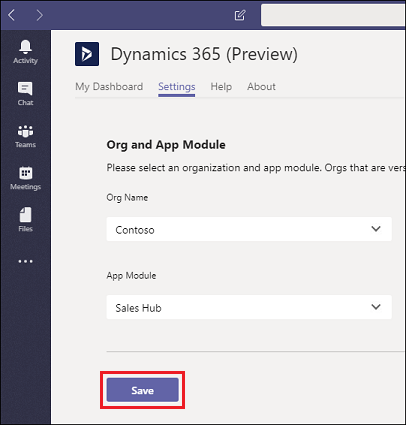 Dynamics 365 (Preview)
My Dashboard Settings Help About
Activity
Chat
Teams
Meetings
Files
Org and App Module
Please select an organization and app module. Orgs that are
Org Name
Contoso
App Module
Sales Hub
Save